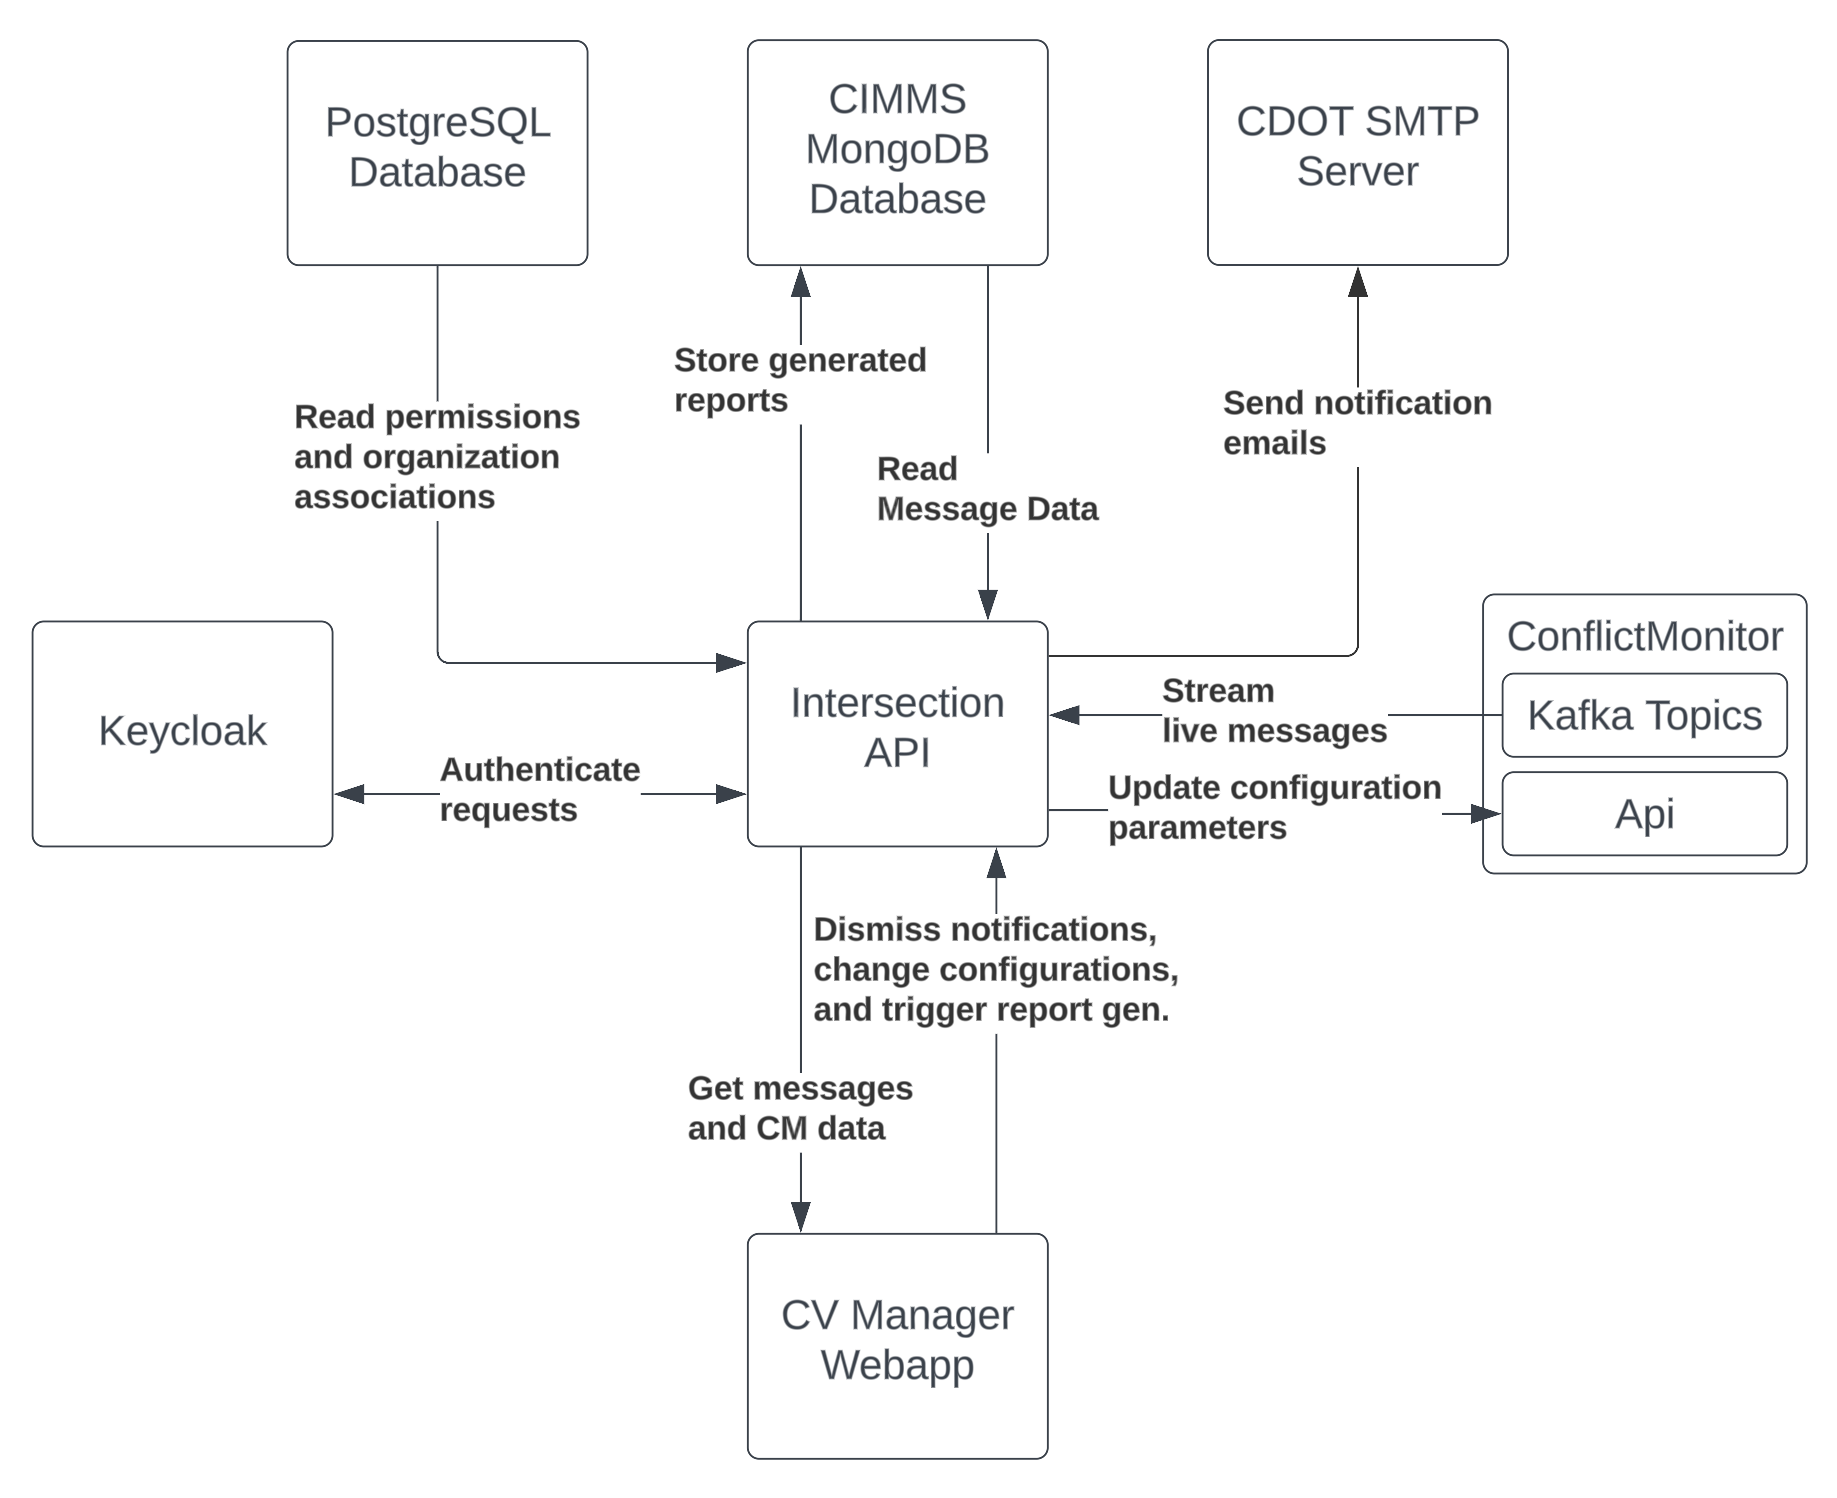 PostgreSQL
Database
CIMMS
MongoDB
Database
CDOT SMTP
Server
Store generated
reports
Read permissions
and organization
associations
Read
Message Data
Send notification
emails
Keycloak
Authenticate
requests
Intersection
API
Stream
live messages
Update configuration
parameters
ConflictMonitor
Kafka Topics
Api
Dismiss notifications,
change configurations,
and trigger report gen.
Get messages
and CM data
CV Manager
Webapp